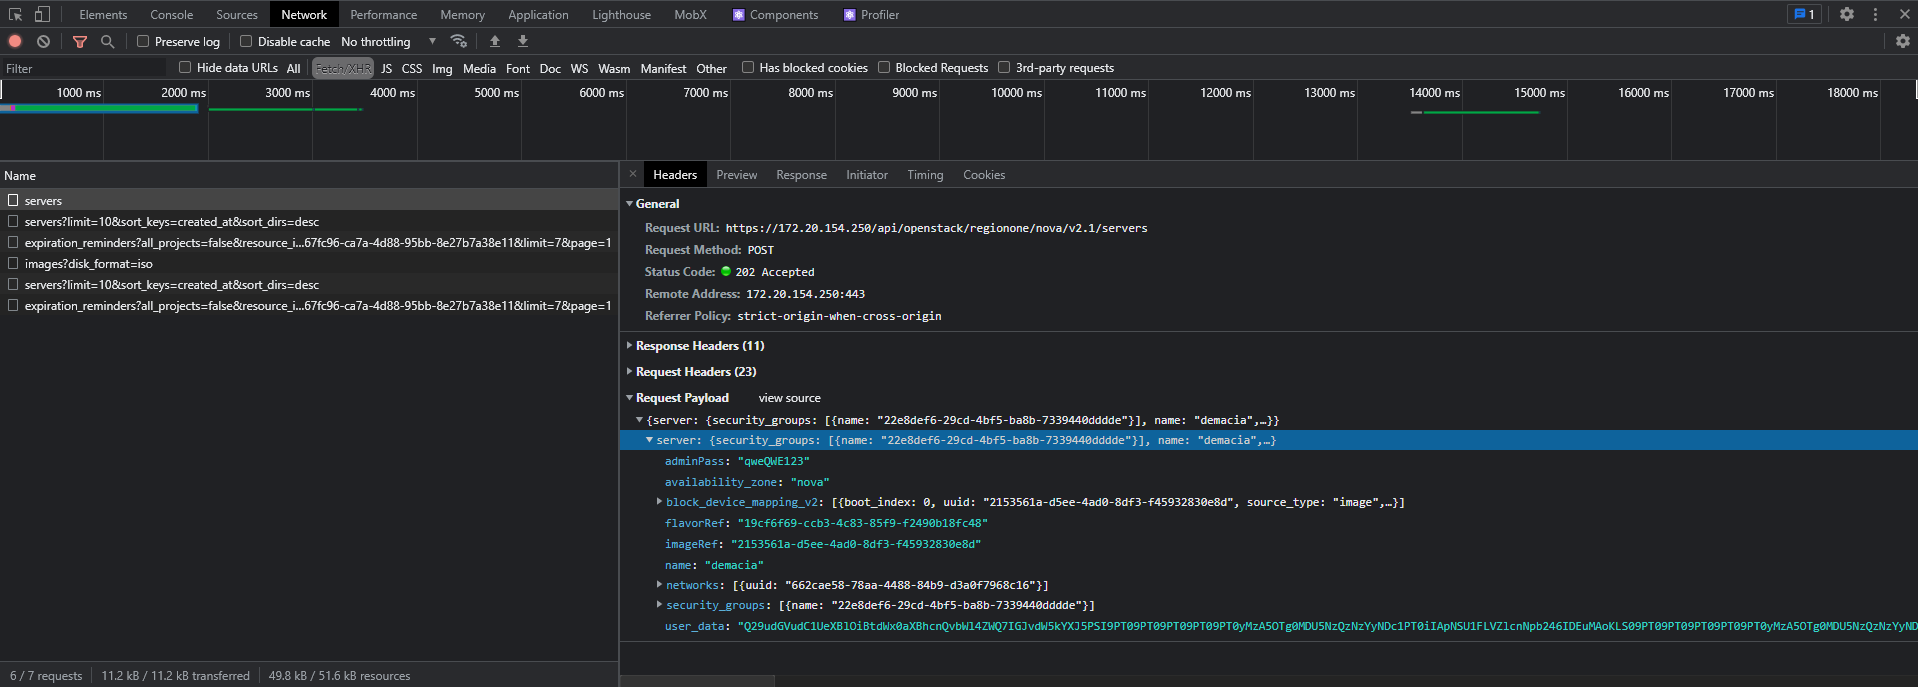 Elements Console Sources Network Performance Memory Application Lighthouse MobX Components Profiler 1
Preserve log Disable cache No throttling
Filter Hide data URLs All Fetch/XHR JS CSS Img Media Font Doc WS Wasm Manifest Other Has blocked cookies Blocked Requests 3rd-party requests
1000 ms 2000 ms 3000 ms 4000 ms 5000 ms 6000 ms 7000 ms 8000 ms 9000 ms 10000 ms 11000 ms 12000 ms 13000 ms 14000 ms 15000 ms 16000 ms 17000 ms 18000 ms
Name
servers
servers?limit=10&sort_keys=created_at&sort_dirs=desc
expiration_reminders?all_projects=false&resource_i...67fc96-ca7a-4d88-95bb-8e27b7a38e11&limit=7&page=1
images?disk_format=iso
servers?limit=10&sort_keys=created_at&sort_dirs=desc
expiration_reminders?all_projects=false&resource_i...67fc96-ca7a-4d88-95bb-8e27b7a38e11&limit=7&page=1
6 / 7 requests 11.2 kB / 11.2 kB transferred 49.8 kB / 51.6 kB resources
Headers Preview Response Initiator Timing Cookies
General
Request URL: https://172.20.154.250/api/openstack/regionone/nova/v2.1/servers
Request Method: POST
Status Code: 202 Accepted
Remote Address: 172.20.154.250:443
Referrer Policy: strict-origin-when-cross-origin
Response Headers (11)
Request Headers (23)
Request Payload view source
{server: {security_groups: [{name: "22e8def6-29cd-4bf5-ba8b-7339440dddde"}], name: "demacia",…}}
server: {security_groups: [{name: "22e8def6-29cd-4bf5-ba8b-7339440dddde"}], name: "demacia",…}
adminPass: "qweQWE123"
availability_zone: "nova"
block_device_mapping_v2: [{boot_index: 0, uuid: "2153561a-d5ee-4ad0-8df3-f45932830e8d", source_type: "image",…}]
flavorRef: "19cf6f69-ccb3-4c83-85f9-f2490b18fc48"
imageRef: "2153561a-d5ee-4ad0-8df3-f45932830e8d"
name: "demacia"
networks: [{uuid: "662cae58-78aa-4488-84b9-d3a0f7968c16"}]
security_groups: [{name: "22e8def6-29cd-4bf5-ba8b-7339440dddde"}]
user_data: "Q29udGVudC1UeXBlOiBtdWx0aXBhcnQvbWl4ZWQ7IGJvdW5kYXJ5PSI9PT09PT09PT09PT09PT0yMzA5OTg0MDU5NzQzNzYyNDc1PT0iIApNSU1FLVZlcnNpb246IDEuMAoKLS09PT09PT09PT09PT09PT0yMzA5OTg0MDU5NzQzNzYyND